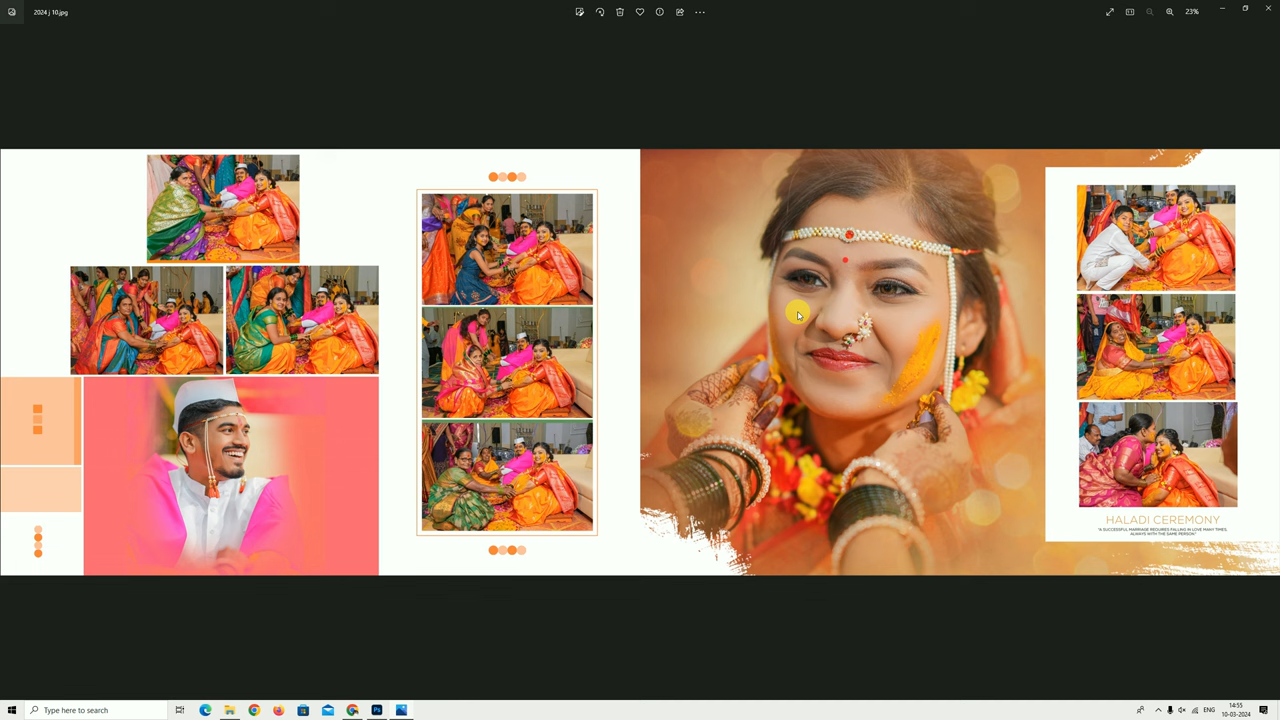 2024 j 10.jpg
23%
HALADI CEREMONY
"A SUCCESSFUL MARRIAGE REQUIRES FALLING IN LOVE MANY TIMES,
ALWAYS WITH THE SAME PERSON."
Type here to search
Ps
ENG
14:55
10-03-2024